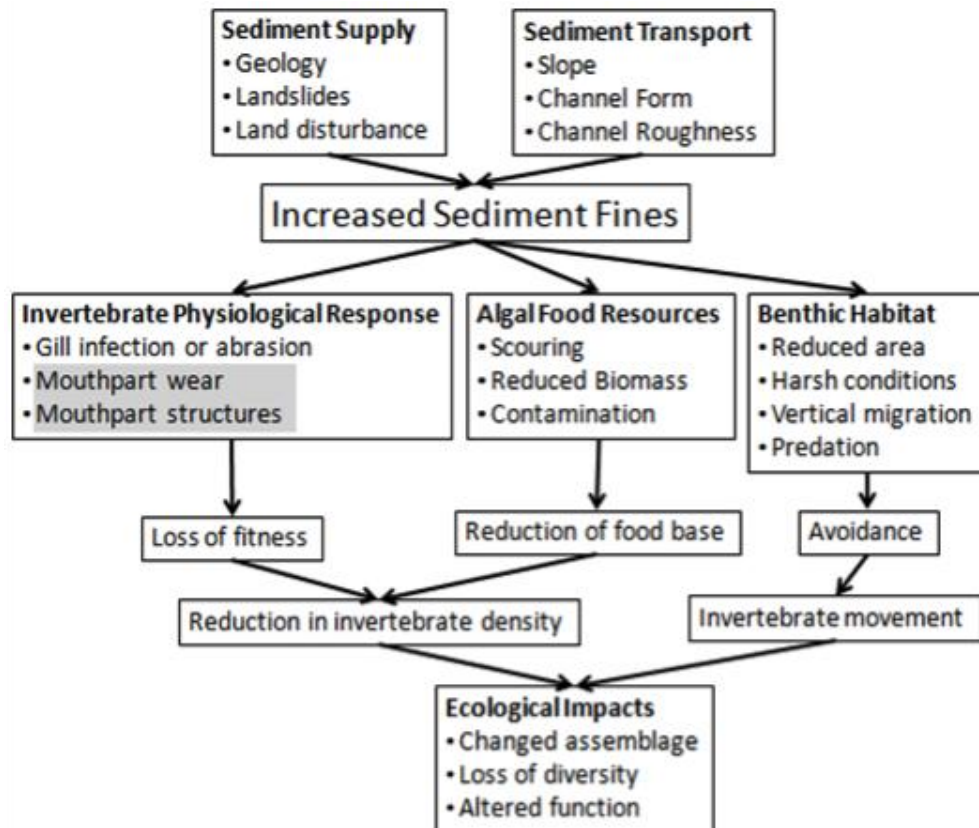 Sediment Supply
• Geology
• Landslides
• Land disturbance
Sediment Transport
• Slope
• Channel Form
• Channel Roughness
Increased Sediment Fines
Invertebrate Physiological Response
• Gill infection or abrasion
• Mouthpart wear
• Mouthpart structures
Algal Food Resources
• Scouring
• Reduced Biomass
• Contamination
Benthic Habitat
• Reduced area
• Harsh conditions
• Vertical migration
• Predation
Loss of fitness
Reduction of food base
Avoidance
Reduction in invertebrate density
Invertebrate movement
Ecological Impacts
• Changed assemblage
• Loss of diversity
• Altered function